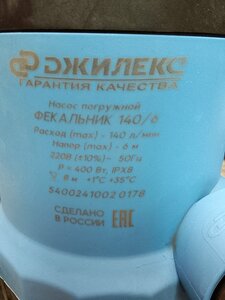 ДЖИЛЕКС
ГАРАНТИЯ КАЧЕСТВА
Насос погружной
ФЕКАЛЬНИК 140/6
Расход (max) - 140 л/мин
Напор (max) - 6 м
220В (±10%)~ 50Гц
P = 400 Вт, IPX8
8 м +1°C +35°C
5400241002 0178
СДЕЛАНО
В РОССИИ
ЕАС